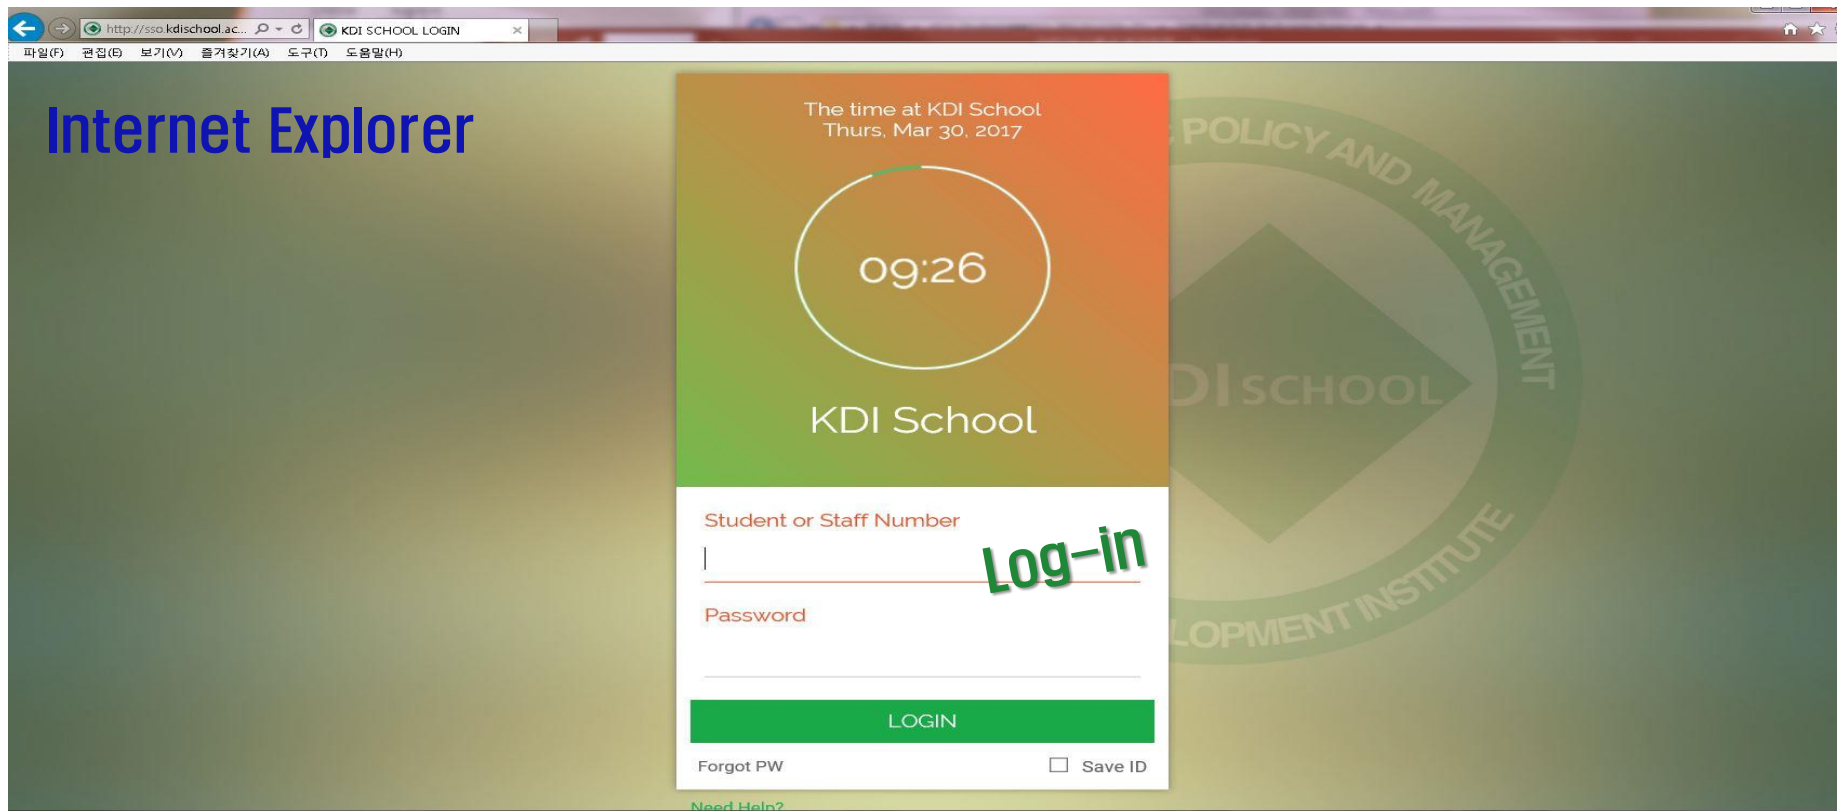 http://sso.kdischool.ac...
KDI SCHOOL LOGIN
파일(F) 편집(E) 보기(V) 즐겨찾기(A) 도구(T) 도움말(H)
Internet Explorer
The time at KDI School
Thurs, Mar 30, 2017
09:26
KDI School
POLICY AND MANAGEMENT
DI SCHOOL
LOPMENT INSTITUTE
Student or Staff Number
Log-in
Password
LOGIN
Forgot PW
Save ID
Need Help?